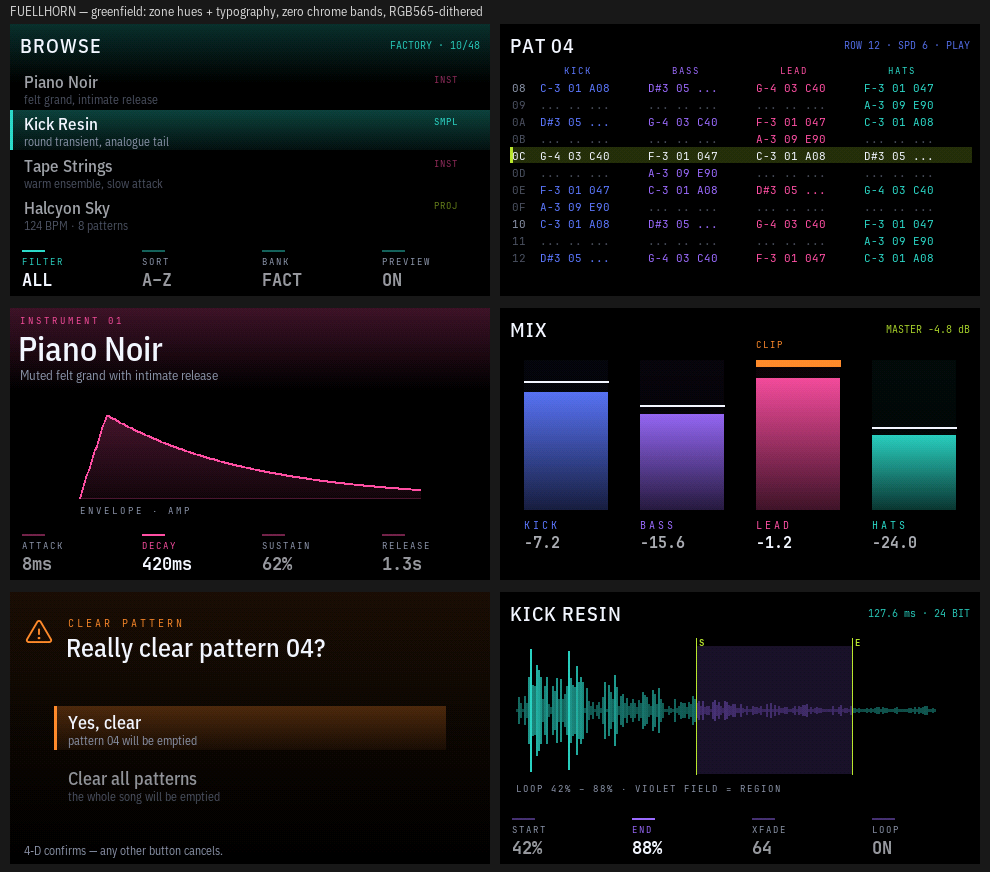 FUELLHORN — greenfield: zone hues + typography, zero chrome bands, RGB565-dithered
BROWSE
FACTORY · 10/48
Piano Noir
INST
felt grand, intimate release
Kick Resin
SMPL
round transient, analogue tail
Tape Strings
INST
warm ensemble, slow attack
Halcyon Sky
PROJ
124 BPM · 8 patterns
FILTER SORT BANK PREVIEW
ALL A–Z FACT ON
PAT 04
ROW 12 · SPD 6 · PLAY
KICK BASS LEAD HATS
08 C-3 01 A08 D#3 05 ... G-4 03 C40 F-3 01 047
09 ... .. ... ... .. ... ... .. ... A-3 09 E90
0A D#3 05 ... G-4 03 C40 F-3 01 047 C-3 01 A08
0B ... .. ... ... .. ... A-3 09 E90 ... .. ...
0C G-4 03 C40 F-3 01 047 C-3 01 A08 D#3 05 ...
0D ... .. ... A-3 09 E90 ... .. ... ... .. ...
0E F-3 01 047 C-3 01 A08 D#3 05 ... G-4 03 C40
0F A-3 09 E90 ... .. ... ... .. ... ... .. ...
10 C-3 01 A08 D#3 05 ... G-4 03 C40 F-3 01 047
11 ... .. ... ... .. ... ... .. ... A-3 09 E90
12 D#3 05 ... G-4 03 C40 F-3 01 047 C-3 01 A08
INSTRUMENT 01
Piano Noir
Muted felt grand with intimate release
ENVELOPE · AMP
ATTACK DECAY SUSTAIN RELEASE
8ms 420ms 62% 1.3s
MIX
MASTER -4.8 dB
CLIP
KICK BASS LEAD HATS
-7.2 -15.6 -1.2 -24.0
CLEAR PATTERN
Really clear pattern 04?
Yes, clear
pattern 04 will be emptied
Clear all patterns
the whole song will be emptied
4-D confirms — any other button cancels.
KICK RESIN
127.6 ms · 24 BIT
S E
LOOP 42% – 88% · VIOLET FIELD = REGION
START END XFADE LOOP
42% 88% 64 ON